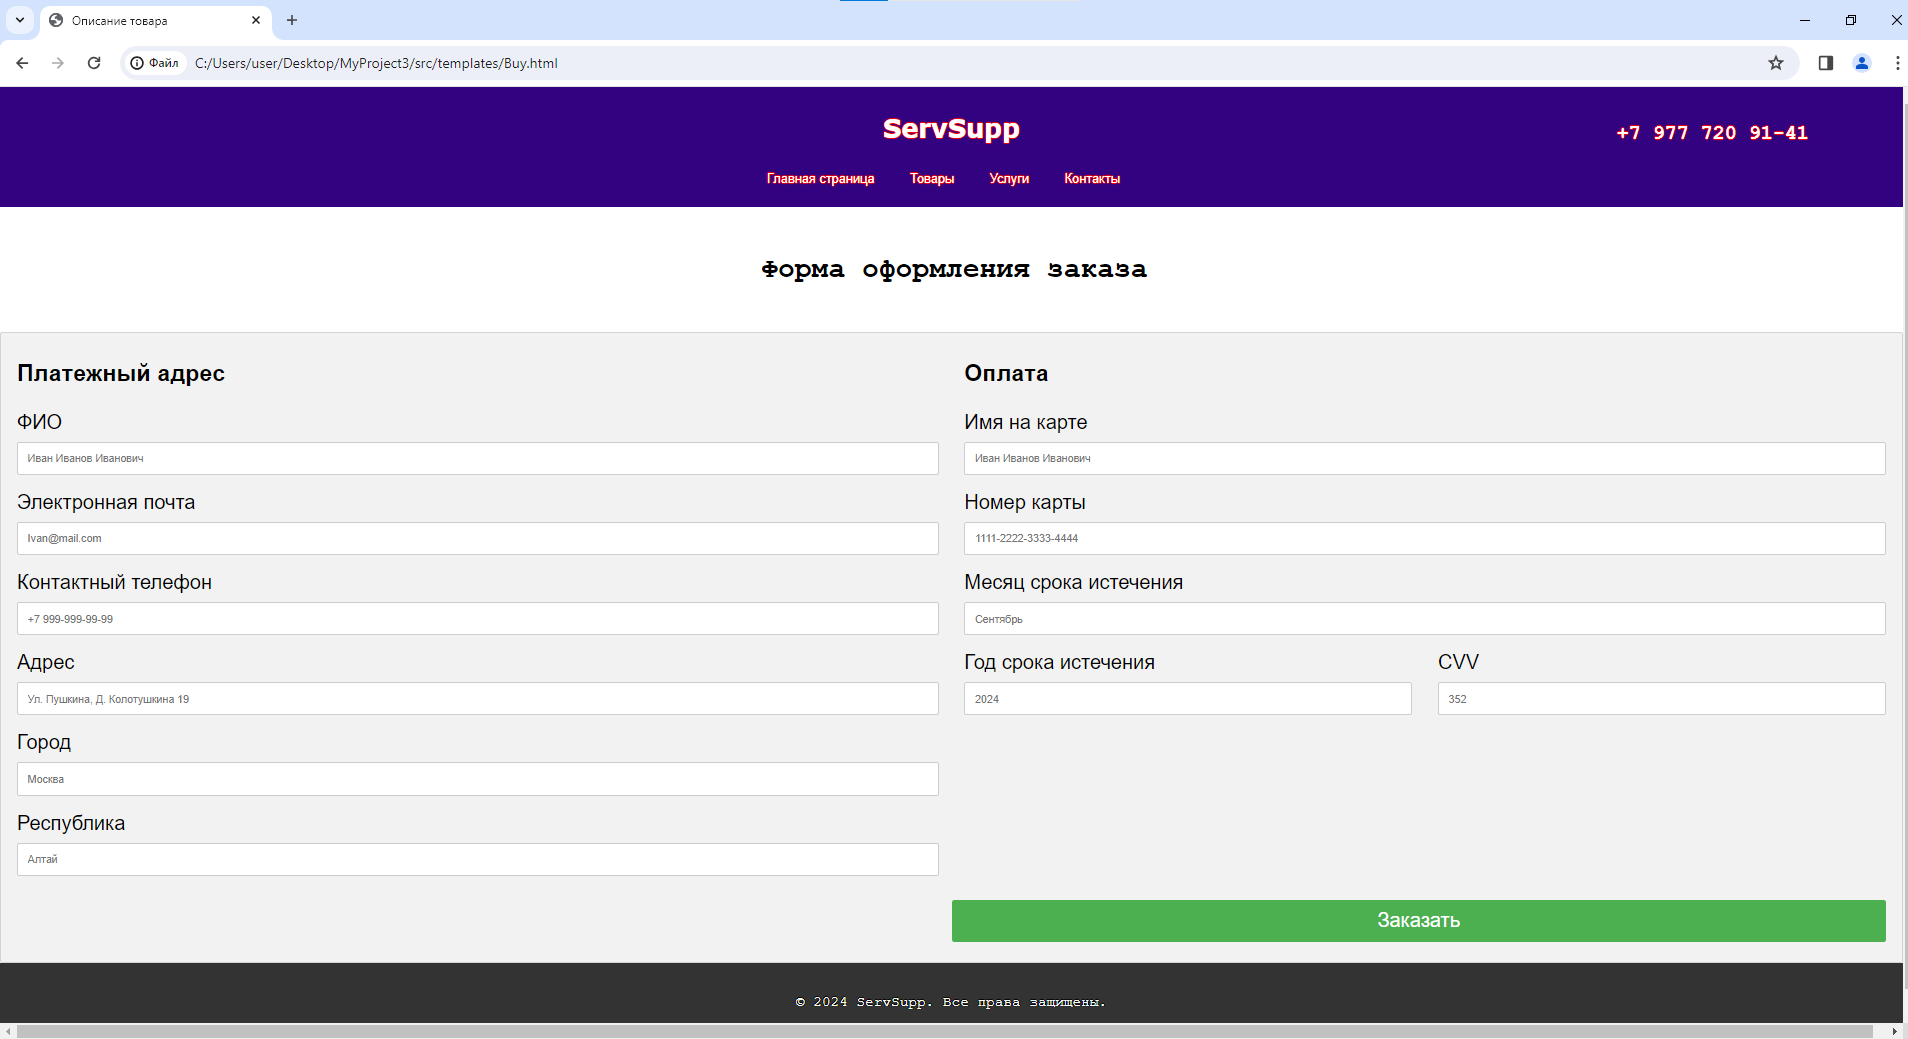 Описание товара
Файл C:/Users/user/Desktop/MyProject3/src/templates/Buy.html
ServSupp
+7 977 720 91-41
Главная страница Товары Услуги Контакты
Форма оформления заказа
Платежный адрес
ФИО
Иван Иванов Иванович
Электронная почта
Ivan@mail.com
Контактный телефон
+7 999-999-99-99
Адрес
Ул. Пушкина, Д. Колотушкина 19
Город
Москва
Республика
Алтай
Оплата
Имя на карте
Иван Иванов Иванович
Номер карты
1111-2222-3333-4444
Месяц срока истечения
Сентябрь
Год срока истечения
2024
CVV
352
Заказать
© 2024 ServSupp. Все права защищены.